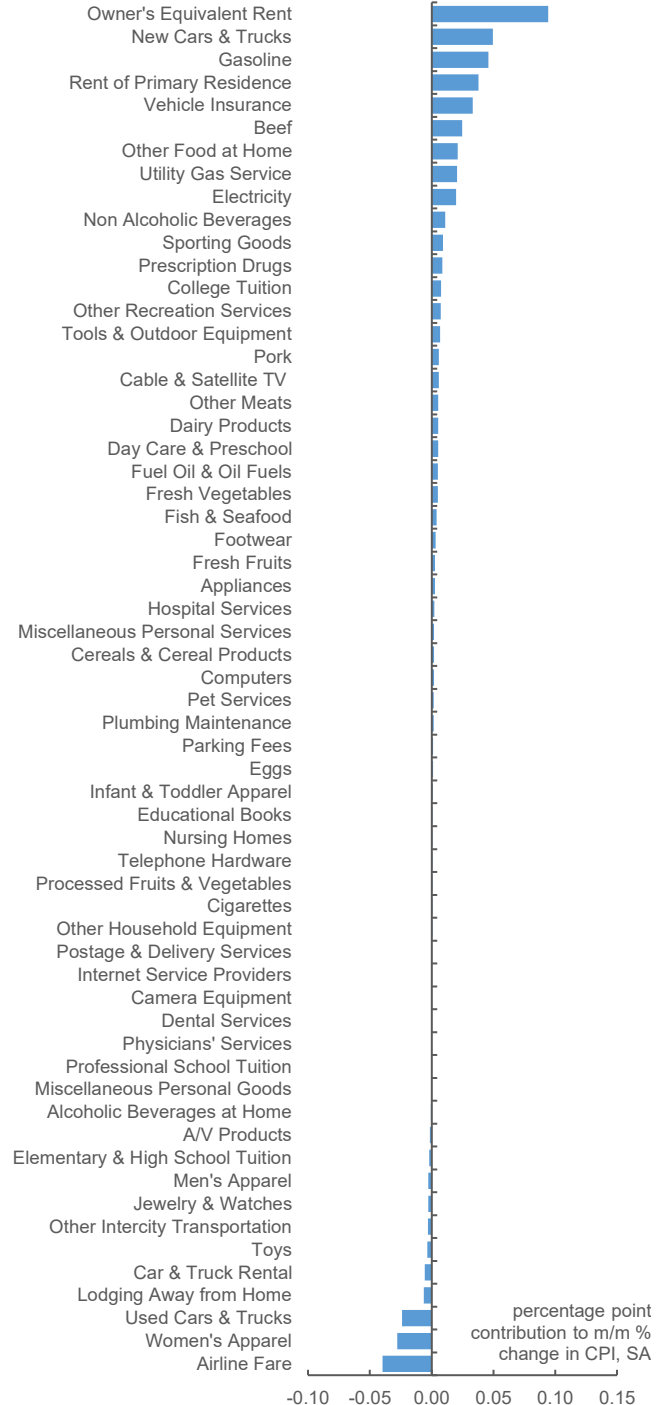 Owner's Equivalent Rent
New Cars & Trucks
Gasoline
Rent of Primary Residence
Vehicle Insurance
Beef
Other Food at Home
Utility Gas Service
Electricity
Non Alcoholic Beverages
Sporting Goods
Prescription Drugs
College Tuition
Other Recreation Services
Tools & Outdoor Equipment
Pork
Cable & Satellite TV
Other Meats
Dairy Products
Day Care & Preschool
Fuel Oil & Oil Fuels
Fresh Vegetables
Fish & Seafood
Footwear
Fresh Fruits
Appliances
Hospital Services
Miscellaneous Personal Services
Cereals & Cereal Products
Computers
Pet Services
Plumbing Maintenance
Parking Fees
Eggs
Infant & Toddler Apparel
Educational Books
Nursing Homes
Telephone Hardware
Processed Fruits & Vegetables
Cigarettes
Other Household Equipment
Postage & Delivery Services
Internet Service Providers
Camera Equipment
Dental Services
Physicians' Services
Professional School Tuition
Miscellaneous Personal Goods
Alcoholic Beverages at Home
A/V Products
Elementary & High School Tuition
Men's Apparel
Jewelry & Watches
Other Intercity Transportation
Toys
Car & Truck Rental
Lodging Away from Home
Used Cars & Trucks
Women's Apparel
Airline Fare
percentage point
contribution to m/m %
change in CPI, SA
-0.10 -0.05 0.00 0.05 0.10 0.15